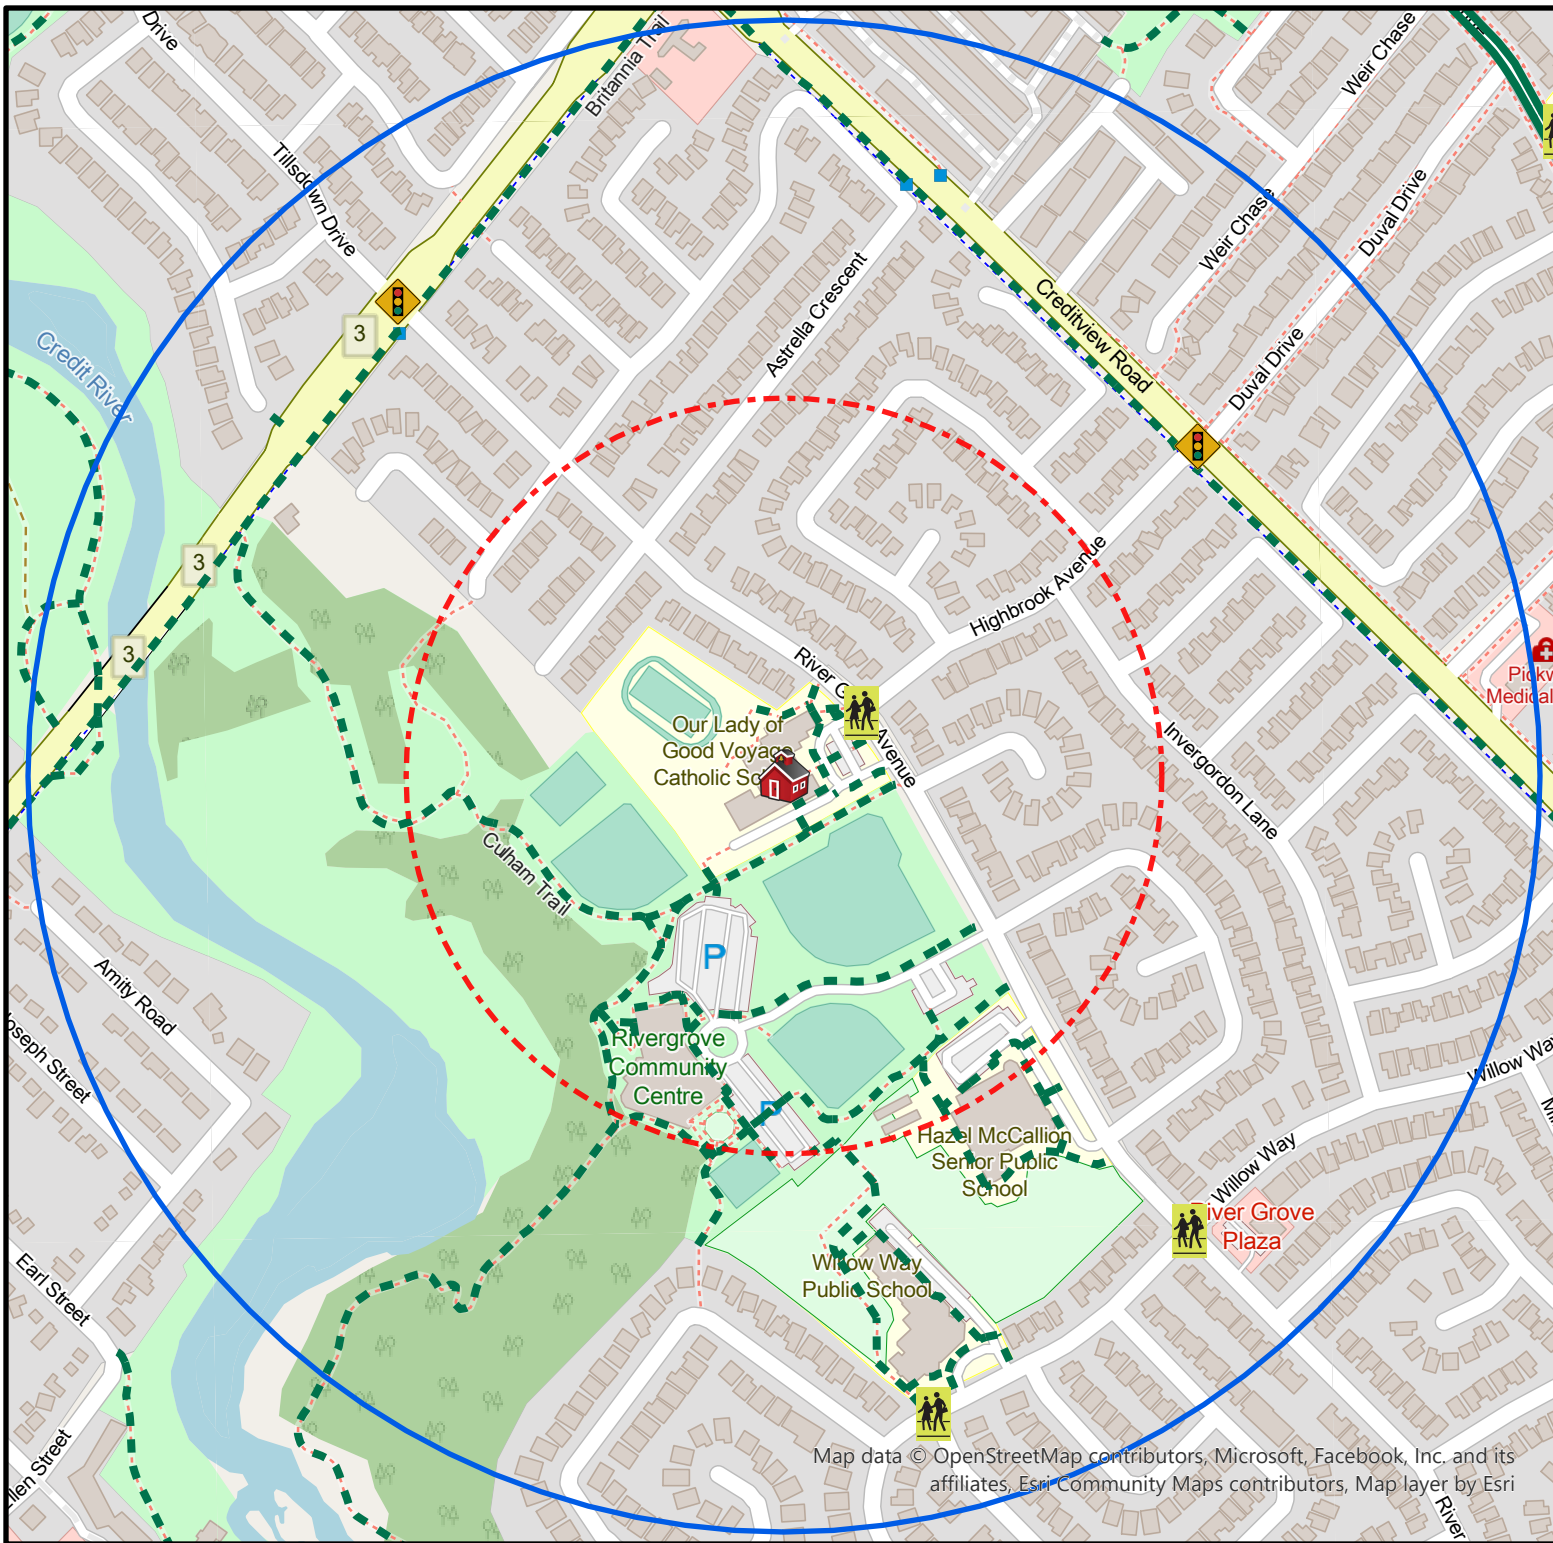 Drive
Britannia Trail
Weir Chase
Tillsdown Drive
Weir Chase
Duval Drive
Credit River
3
Astrella Crescent
Creditview Road
Duval Drive
3
Highbrook Avenue
3
River
Avenue
Our Lady of
Good Voyage
Catholic
Medical
Invergordon Lane
Culham Trail
P
Amity Road
Joseph Street
Rivergrove
Community
Centre
P
Willow Way
Hazel McCallion
Senior Public
School
Willow Way
River Grove
Plaza
Willow Way
Public School
Earl Street
Ellen Street
River
Map data © OpenStreetMap contributors, Microsoft, Facebook, Inc. and its
affiliates, Esri Community Maps contributors, Map layer by Esri